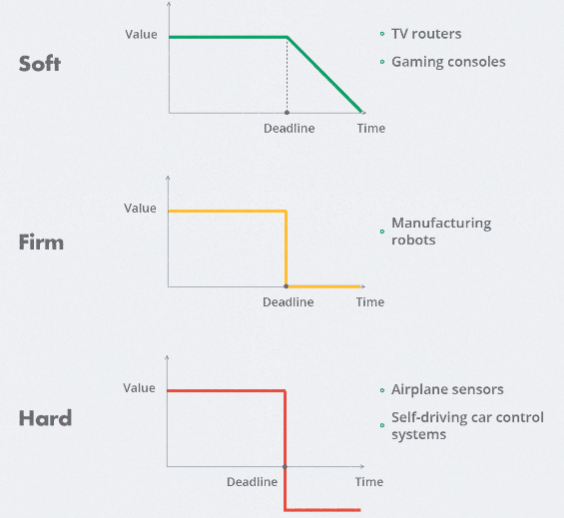 Value
TV routers
Soft
Gaming consoles
Deadline
Time
Value
Manufacturing
robots
Firm
Deadline
Time
Value
Airplane sensors
Hard
Self-driving car control
systems
Deadline
Time